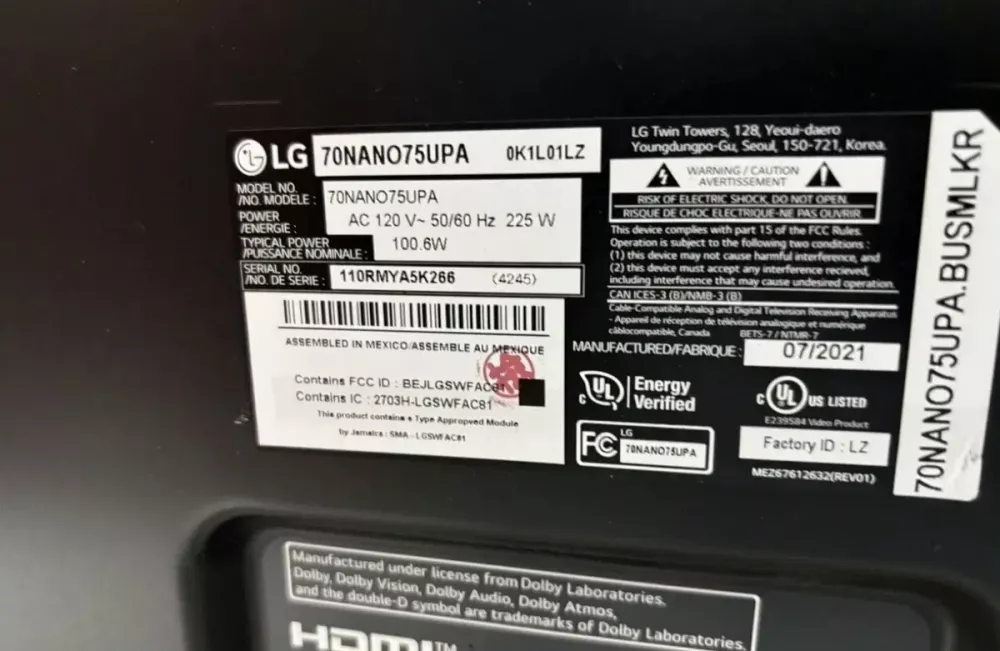 LG 70NANO75UPA 0K1L01LZ
MODEL NO.
/NO. MODELE : 70NANO75UPA
POWER
/ENERGIE : AC 120 V~ 50/60 Hz 225 W
TYPICAL POWER
/PUISSANCE NOMINALE : 100.6W
SERIAL NO.
/NO. DE SERIE : 110RMYA5K266 (4245)
ASSEMBLED IN MEXICO/ASSEMBLE AU MEXIQUE
Contains FCC ID : BEJLGSWFAC81
Contains IC : 2703H-LGSWFAC81
This product contains a Type Appropved Module
by Jamaica : SMA - LGSWFAC81
LG Twin Towers, 128, Yeoui-daero
Youngdungpo-Gu, Seoul, 150-721, Korea.
WARNING / CAUTION
AVERTISSEMENT
RISK OF ELECTRIC SHOCK, DO NOT OPEN.
RISQUE DE CHOC ELECTRIQUE-NE PAS OUVRIR.
This device complies with part 15 of the FCC Rules.
Operation is subject to the following two conditions :
(1) this device may not cause harmful interference, and
(2) this device must accept any interference recieved,
including interference that may cause undesired operation.
CAN ICES-3 (B)/NMB-3 (B)
Cable-Compatible Analog and Digital Television Receiving Apparatus
- Appareil de réception de télévision analogique et numérique
câblocompatible, Canada BETS-7 / NTMR-7
MANUFACTURED/FABRIQUE : 07/2021
c UL Energy
Verified
c UL US LISTED
E239584 Video Product
FC LG
70NANO75UPA
Factory ID : LZ
MEZ67612632(REV01)
70NANO75UPA.BUSMLKR
Manufactured under license from Dolby Laboratories.
Dolby, Dolby Vision, Dolby Audio, Dolby Atmos,
and the double-D symbol are trademarks of Dolby Laboratories.
HDMI™